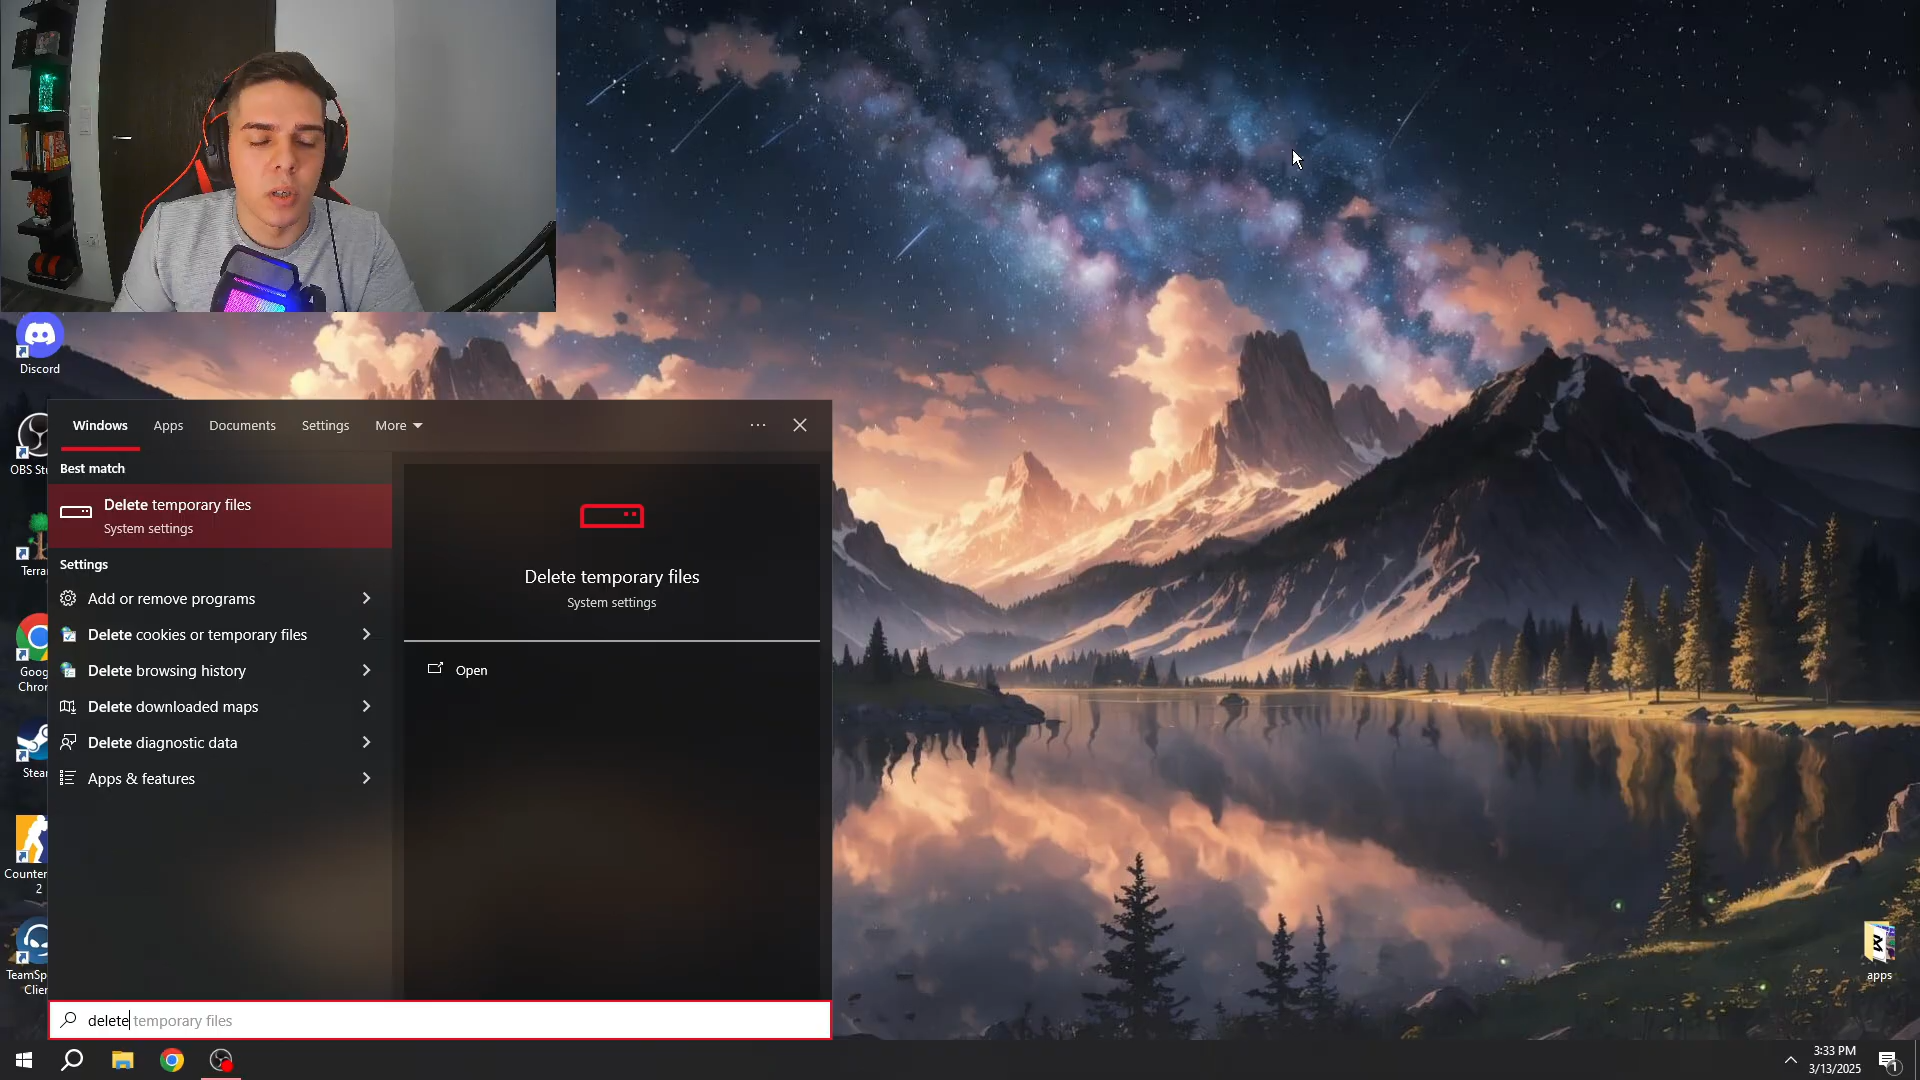 Discord
OBS Stu
Terra
Goog
Chron
Stear
Counter
2
TeamSp
Clien
Windows
Apps
Documents
Settings
More
Best match
Delete temporary files
System settings
Settings
Add or remove programs
Delete cookies or temporary files
Delete browsing history
Delete downloaded maps
Delete diagnostic data
Apps & features
Delete temporary files
System settings
Open
delete temporary files
apps
3:33 PM
3/13/2025
1